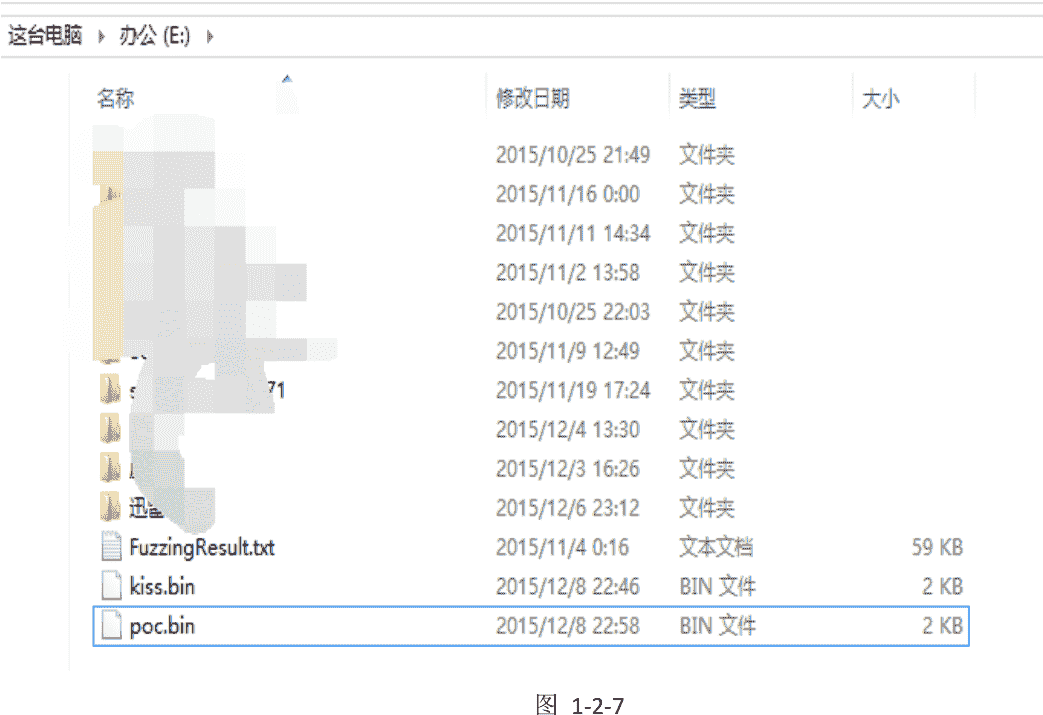 这台电脑 办公 (E:)
名称 修改日期 类型 大小
2015/10/25 21:49 文件夹
2015/11/16 0:00 文件夹
2015/11/11 14:34 文件夹
2015/11/2 13:58 文件夹
2015/10/25 22:03 文件夹
2015/11/9 12:49 文件夹
71 2015/11/19 17:24 文件夹
2015/12/4 13:30 文件夹
2015/12/3 16:26 文件夹
迅 2015/12/6 23:12 文件夹
FuzzingResult.txt 2015/11/4 0:16 文本文档 59 KB
kiss.bin 2015/12/8 22:46 BIN 文件 2 KB
poc.bin 2015/12/8 22:58 BIN 文件 2 KB
图 1-2-7